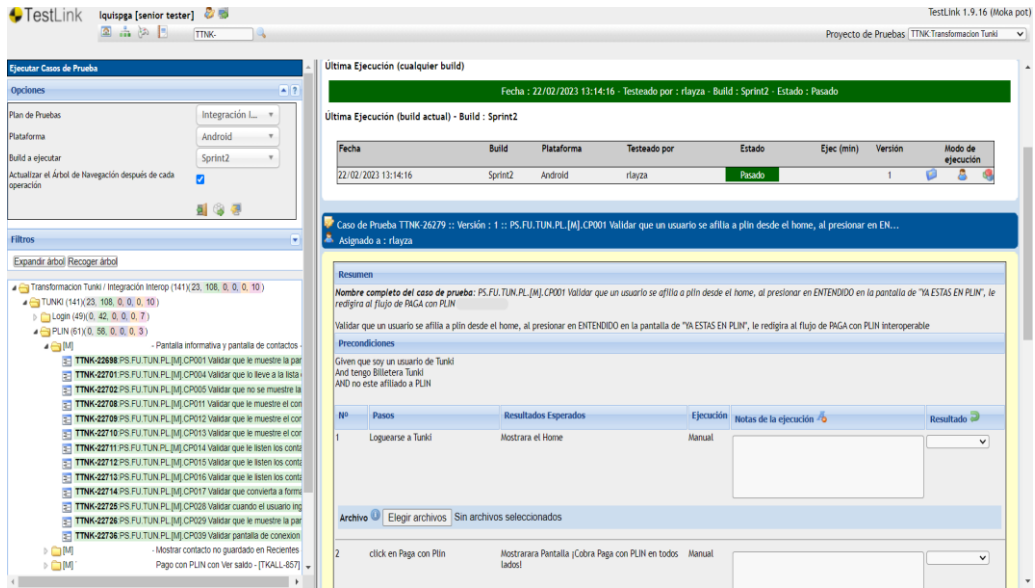 TestLink
lquispga [senior tester]
TestLink 1.9.16 (Moka pot)
TTNK-
Proyecto de Pruebas TTNK:Transformacion Tunki
Ejecutar Casos de Prueba
Opciones
Plan de Pruebas Integración I...
Plataforma Android
Build a ejecutar Sprint2
Actualizar el Árbol de Navegación después de cada
operación
Filtros
Expandir árbol Recoger árbol
Transformacion Tunki / Integración Interop (141)(23, 108, 0, 0, 0, 10)
TUNKI (141)(23, 108, 0, 0, 0, 10)
Login (49)(0, 42, 0, 0, 0, 7)
PLIN (61)(0, 58, 0, 0, 0, 3)
[M] - Pantalla informativa y pantalla de contactos -
TTNK-22698:PS.FU.TUN.PL.[M].CP001 Validar que le muestre la pan
TTNK-22701:PS.FU.TUN.PL.[M].CP004 Validar que lo lleve a la lista
TTNK-22702:PS.FU.TUN.PL.[M].CP005 Validar que no se muestre la
TTNK-22708:PS.FU.TUN.PL.[M].CP011 Validar que le muestre el con
TTNK-22709:PS.FU.TUN.PL.[M].CP012 Validar que le muestre el con
TTNK-22710:PS.FU.TUN.PL.[M].CP013 Validar que le muestre el con
TTNK-22711:PS.FU.TUN.PL.[M].CP014 Validar que le listen los conta
TTNK-22712:PS.FU.TUN.PL.[M].CP015 Validar que le listen los conta
TTNK-22713:PS.FU.TUN.PL.[M].CP016 Validar que le listen los conta
TTNK-22714:PS.FU.TUN.PL.[M].CP017 Validar que convierta a forma
TTNK-22725:PS.FU.TUN.PL.[M].CP028 Validar cuando el usuario ing
TTNK-22726:PS.FU.TUN.PL.[M].CP029 Validar que le muestre la pan
TTNK-22736:PS.FU.TUN.PL.[M].CP039 Validar pantalla de conexion
[M] - Mostrar contacto no guardado en Recientes
[M] Pago con PLIN con Ver saldo - [TKALL-857]
Última Ejecución (cualquier build)
Fecha : 22/02/2023 13:14:16 - Testeado por : rlayza - Build : Sprint2 - Estado : Pasado
Última Ejecución (build actual) - Build : Sprint2
Fecha Build Plataforma Testeado por Estado Ejec (min) Versión Modo de
ejecución
22/02/2023 13:14:16 Sprint2 Android rlayza Pasado 1
Caso de Prueba TTNK-26279 :: Versión : 1 :: PS.FU.TUN.PL.[M].CP001 Validar que un usuario se afilia a plin desde el home, al presionar en EN...
Asignado a : rlayza
Resumen
Nombre completo del caso de prueba: PS.FU.TUN.PL.[M].CP001 Validar que un usuario se afilia a plin desde el home, al presionar en ENTENDIDO en la pantalla de "YA ESTAS EN PLIN", le
redigira al flujo de PAGA con PLIN
Validar que un usuario se afilia a plin desde el home, al presionar en ENTENDIDO en la pantalla de "YA ESTAS EN PLIN", le redigira al flujo de PAGA con PLIN interoperable
Precondiciones
Given que soy un usuario de Tunki
And tengo Billetera Tunki
AND no este afiliado a PLIN
Nº Pasos Resultados Esperados Ejecución Notas de la ejecución Resultado
1 Loguearse a Tunki Mostrara el Home Manual
Archivo Elegir archivos Sin archivos seleccionados
2 click en Paga con Plin Mostrarara Pantalla ¡Cobra Paga con PLIN en todos Manual
lados!